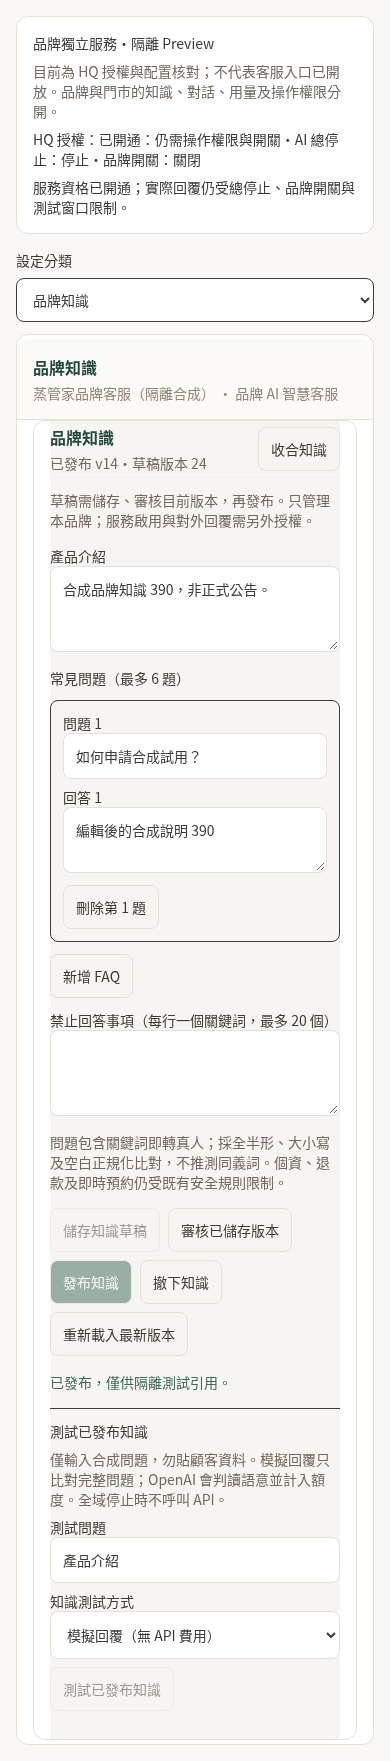 品牌獨立服務・隔離 Preview
目前為 HQ 授權與配置核對；不代表客服入口已開
放。品牌與門市的知識、對話、用量及操作權限分
開。
HQ 授權：已開通：仍需操作權限與開關・AI 總停
止：停止・品牌開關：關閉
服務資格已開通；實際回覆仍受總停止、品牌開關與
測試窗口限制。
設定分類
品牌知識
品牌知識
蒸管家品牌客服（隔離合成） ・ 品牌 AI 智慧客服
品牌知識
已發布 v14・草稿版本 24
收合知識
草稿需儲存、審核目前版本，再發布。只管理
本品牌；服務啟用與對外回覆需另外授權。
產品介紹
合成品牌知識 390，非正式公告。
常見問題（最多 6 題）
問題 1
如何申請合成試用？
回答 1
編輯後的合成說明 390
刪除第 1 題
新增 FAQ
禁止回答事項（每行一個關鍵詞，最多 20 個）
問題包含關鍵詞即轉真人；採全半形、大小寫
及空白正規化比對，不推測同義詞。個資、退
款及即時預約仍受既有安全規則限制。
儲存知識草稿
審核已儲存版本
發布知識
撤下知識
重新載入最新版本
已發布，僅供隔離測試引用。
測試已發布知識
僅輸入合成問題，勿貼顧客資料。模擬回覆只
比對完整問題；OpenAI 會判讀語意並計入額
度。全域停止時不呼叫 API。
測試問題
產品介紹
知識測試方式
模擬回覆（無 API 費用）
測試已發布知識